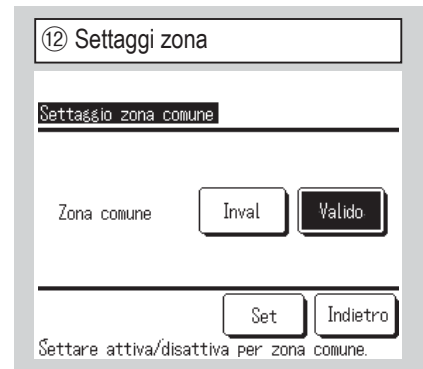 ⑫ Settaggi zona
Settaggio zona comune
Zona comune Inval Valido
Set Indietro
Settare attiva/disattiva per zona comune.